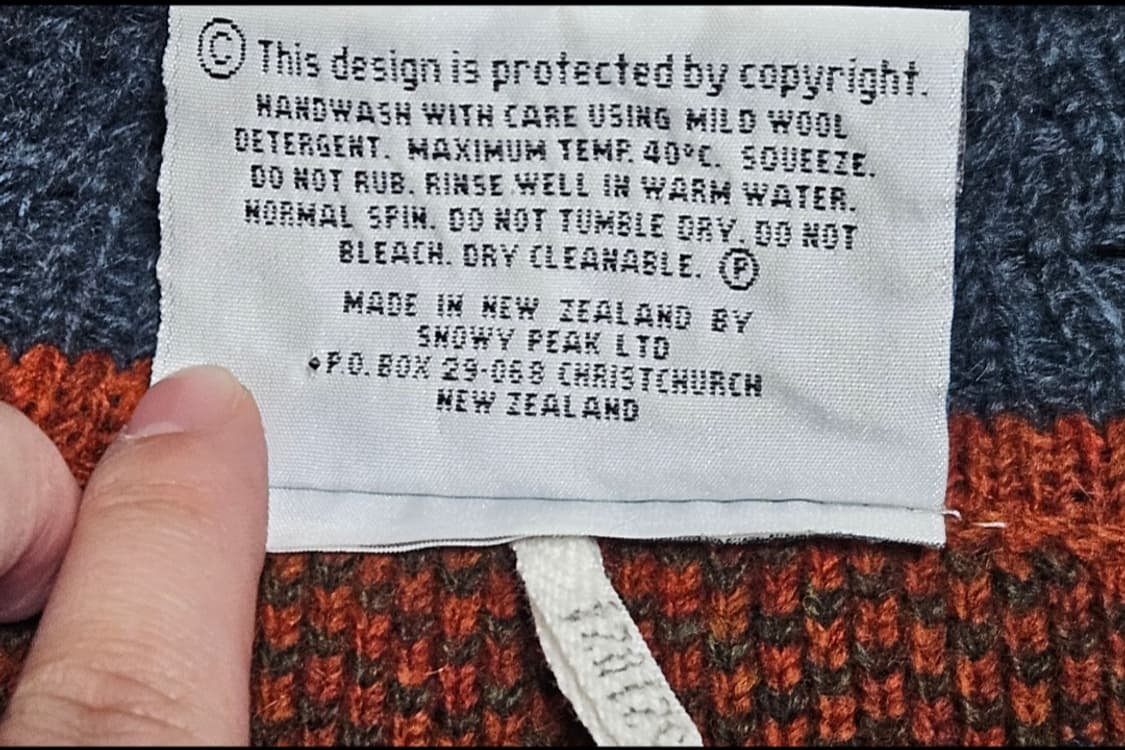 © This design is protected by copyright.
HANDWASH WITH CARE USING MILD WOOL
DETERGENT. MAXIMUM TEMP. 40°C. SQUEEZE.
DO NOT RUB. RINSE WELL IN WARM WATER.
NORMAL SPIN. DO NOT TUMBLE DRY. DO NOT
BLEACH. DRY CLEANABLE. Ⓟ
MADE IN NEW ZEALAND BY
SNOWY PEAK LTD
P.O. BOX 29-068 CHRISTCHURCH
NEW ZEALAND